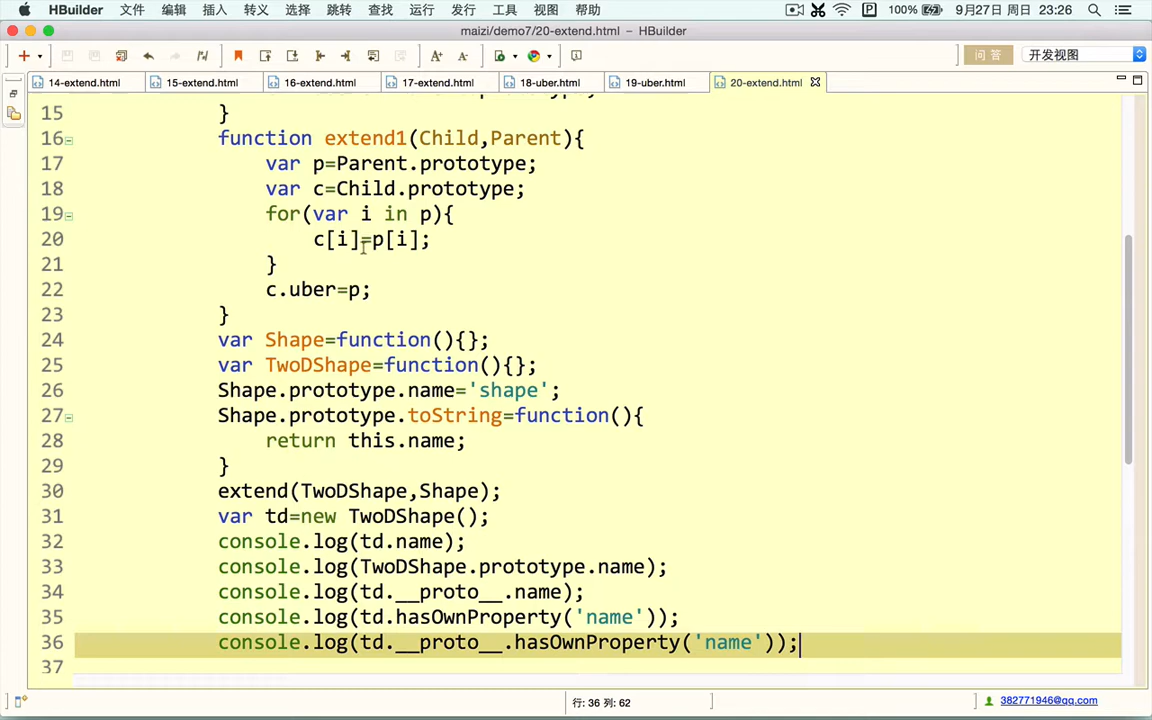 HBuilder 文件 编辑 插入 转义 选择 跳转 查找 运行 发行 工具 视图 帮助 100% 9月27日 周日 23:26
maizi/demo7/20-extend.html – HBuilder
问答 开发视图
14-extend.html 15-extend.html 16-extend.html 17-extend.html 18-uber.html 19-uber.html 20-extend.html
15 }
16 function extend1(Child,Parent){
17 var p=Parent.prototype;
18 var c=Child.prototype;
19 for(var i in p){
20 c[i]=p[i];
21 }
22 c.uber=p;
23 }
24 var Shape=function(){};
25 var TwoDShape=function(){};
26 Shape.prototype.name='shape';
27 Shape.prototype.toString=function(){
28 return this.name;
29 }
30 extend(TwoDShape,Shape);
31 var td=new TwoDShape();
32 console.log(td.name);
33 console.log(TwoDShape.prototype.name);
34 console.log(td.__proto__.name);
35 console.log(td.hasOwnProperty('name'));
36 console.log(td.__proto__.hasOwnProperty('name'));
37
行: 36 列: 62 382771946@qq.com